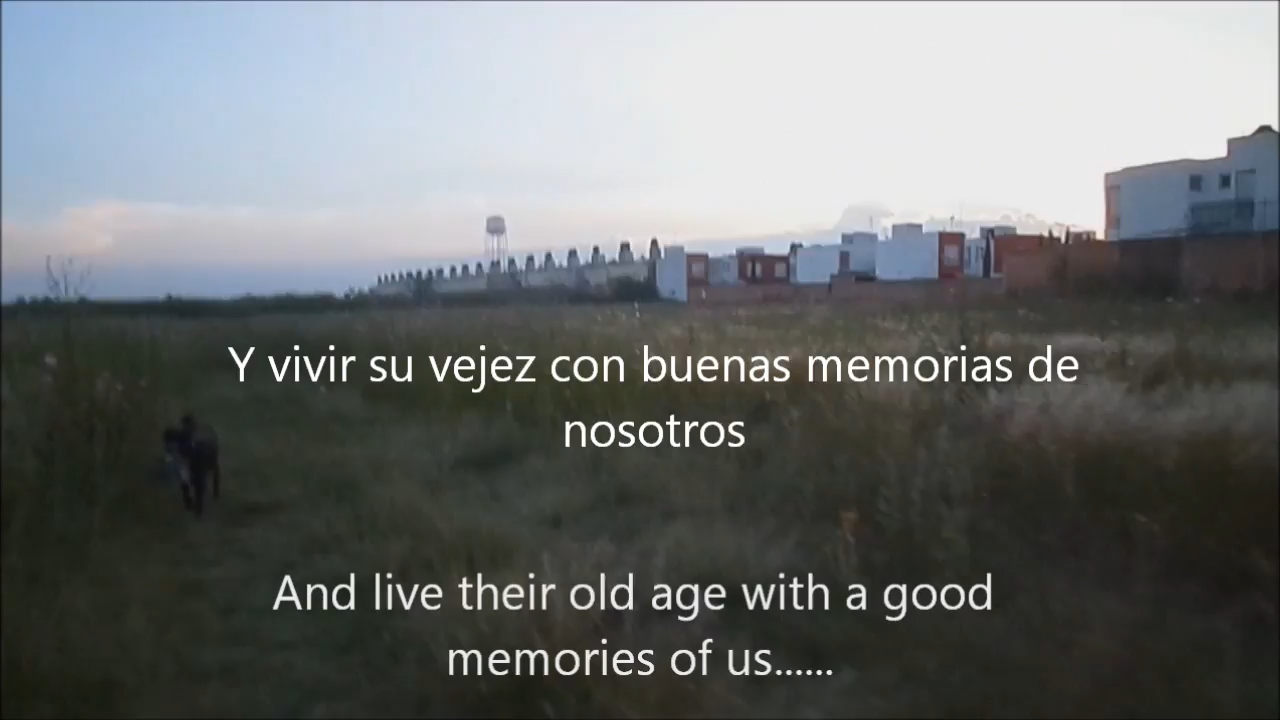 Y vivir su vejez con buenas memorias de
nosotros
And live their old age with a good
memories of us......